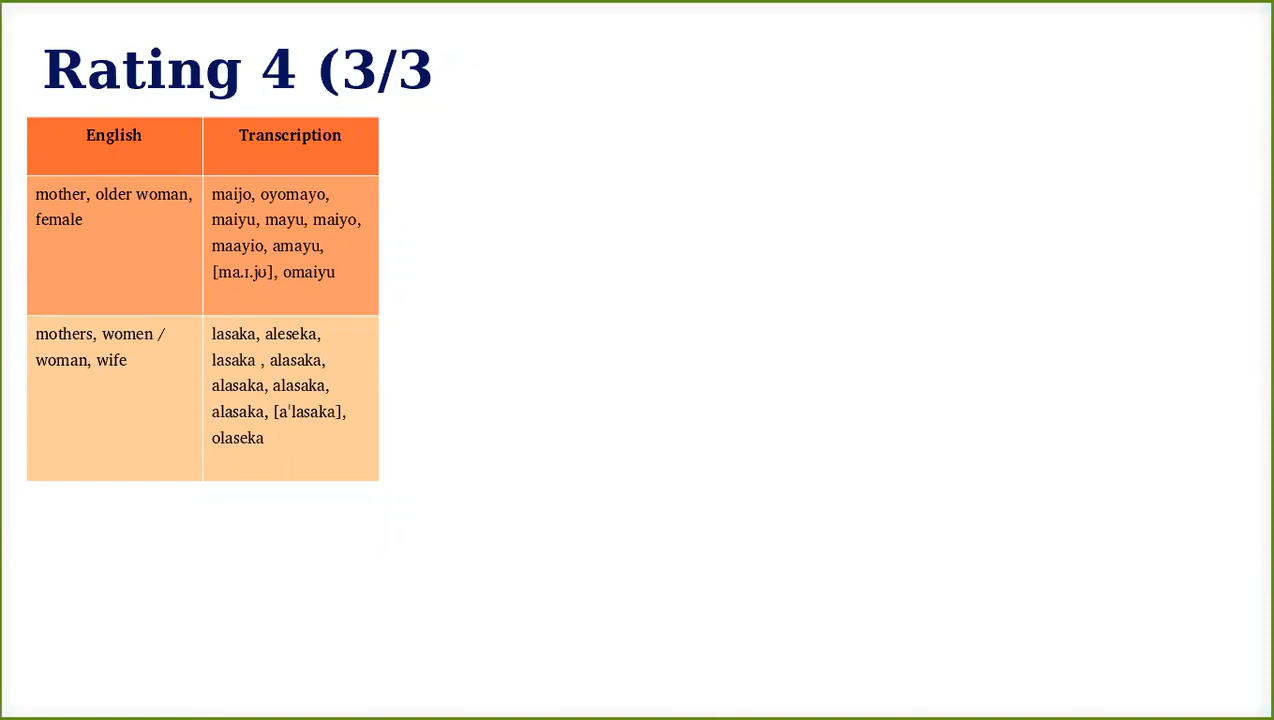 Rating 4 (3/3
English
Transcription
mother, older woman,
female
maijo, oyomayo,
maiyu, mayu, maiyo,
maayio, amayu,
[ma.ɪ.jʊ], omaiyu
mothers, women /
woman, wife
lasaka, aleseka,
lasaka , alasaka,
alasaka, alasaka,
alasaka, [aˈlasaka],
olaseka